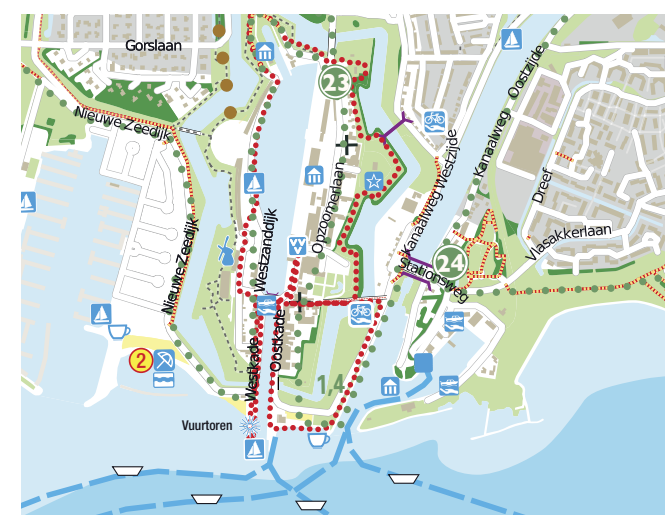 Gorslaan
23
Nieuwe Zeedijk
Kanaalweg Oostzijde
Kanaalweg Westzijde
Opzoomerlaan
Dreef
Vlasakkerlaan
Nieuwe Zeedijk
Westzanddijk
24
Stationsweg
Westkade
Oostkade
2
1,4
Vuurtoren